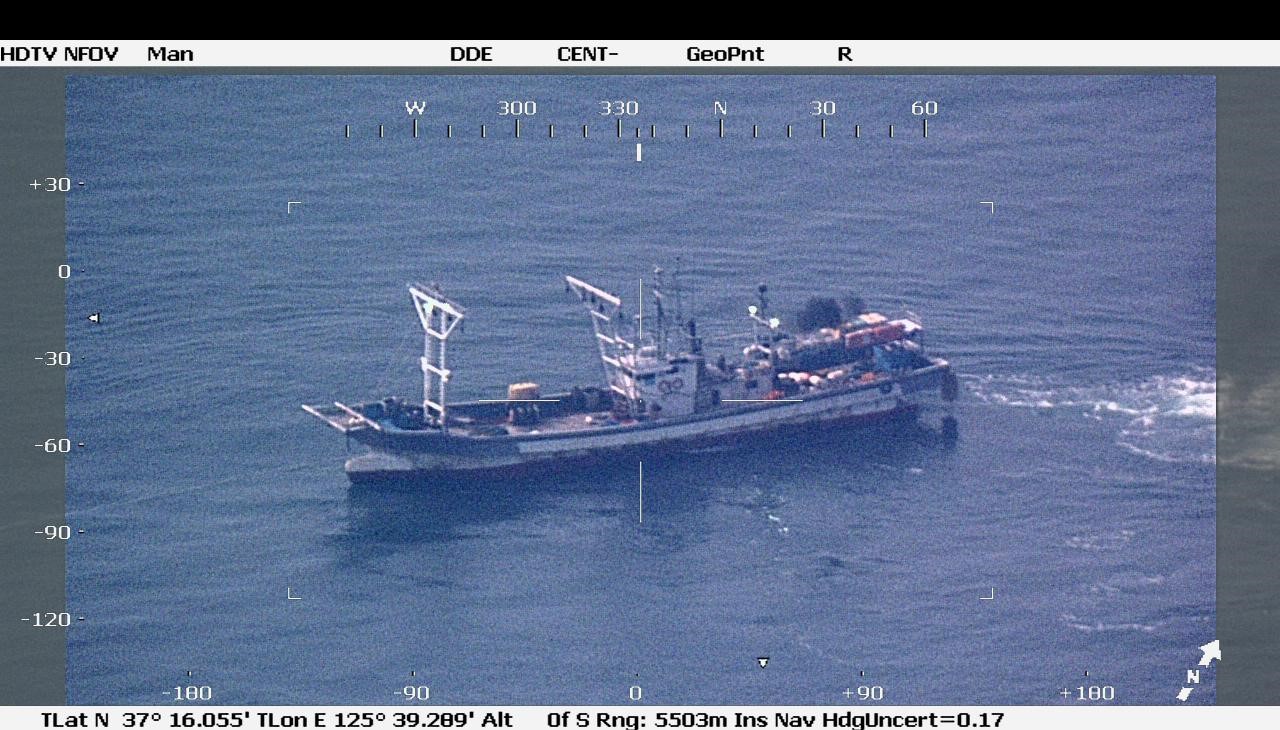 HDTV NFOV Man DDE CENT- GeoPnt R
W 300 330 N 30 60
+30
0
-30
-60
-90
-120
N
-180 -90 0 +90 +180
TLat N 37° 16.055' TLon E 125° 39.289' Alt 0f S Rng: 5503m Ins Nav HdgUncert=0.17